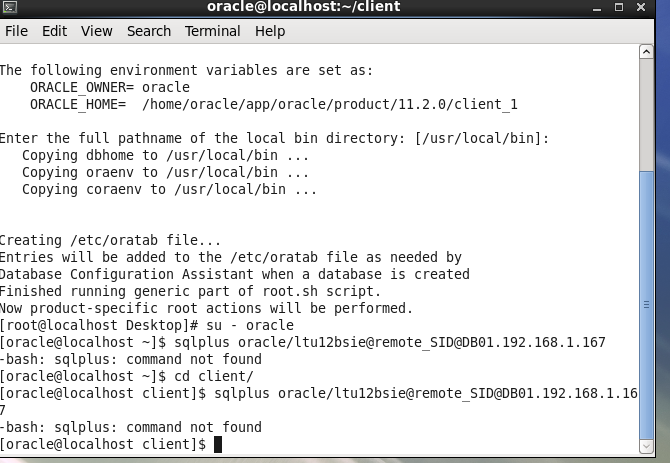 oracle@localhost:~/client
File Edit View Search Terminal Help
The following environment variables are set as:
    ORACLE_OWNER= oracle
    ORACLE_HOME=  /home/oracle/app/oracle/product/11.2.0/client_1
Enter the full pathname of the local bin directory: [/usr/local/bin]:
   Copying dbhome to /usr/local/bin ...
   Copying oraenv to /usr/local/bin ...
   Copying coraenv to /usr/local/bin ...
Creating /etc/oratab file...
Entries will be added to the /etc/oratab file as needed by
Database Configuration Assistant when a database is created
Finished running generic part of root.sh script.
Now product-specific root actions will be performed.
[root@localhost Desktop]# su - oracle
[oracle@localhost ~]$ sqlplus oracle/ltu12bsie@remote_SID@DB01.192.168.1.167
-bash: sqlplus: command not found
[oracle@localhost ~]$ cd client/
[oracle@localhost client]$ sqlplus oracle/ltu12bsie@remote_SID@DB01.192.168.1.16
7
-bash: sqlplus: command not found
[oracle@localhost client]$